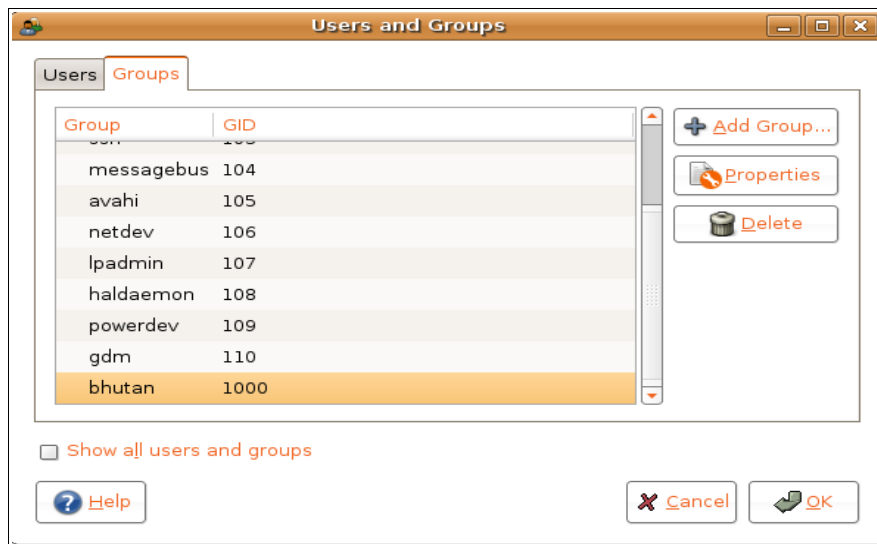 Users and Groups
Users Groups
Group GID
messagebus 104
avahi 105
netdev 106
lpadmin 107
haldaemon 108
powerdev 109
gdm 110
bhutan 1000
Add Group...
Properties
Delete
Show all users and groups
Help
Cancel
OK